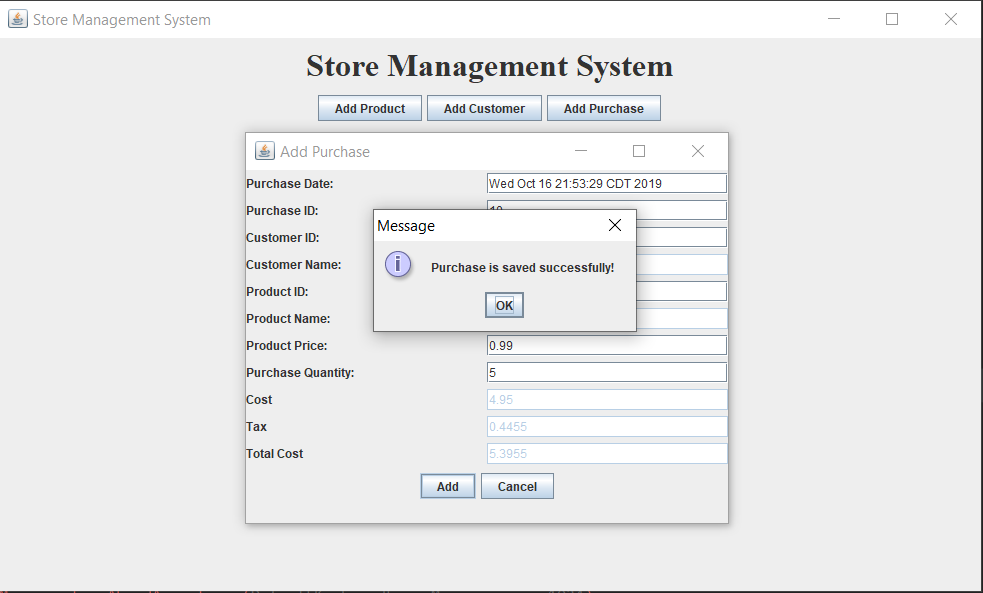 Store Management System
Store Management System
Add Product Add Customer Add Purchase
Add Purchase
Purchase Date: Wed Oct 16 21:53:29 CDT 2019
Purchase ID:
Customer ID:
Customer Name:
Product ID:
Product Name:
Message
Purchase is saved successfully!
OK
Product Price: 0.99
Purchase Quantity: 5
Cost 4.95
Tax 0.4455
Total Cost 5.3955
Add Cancel